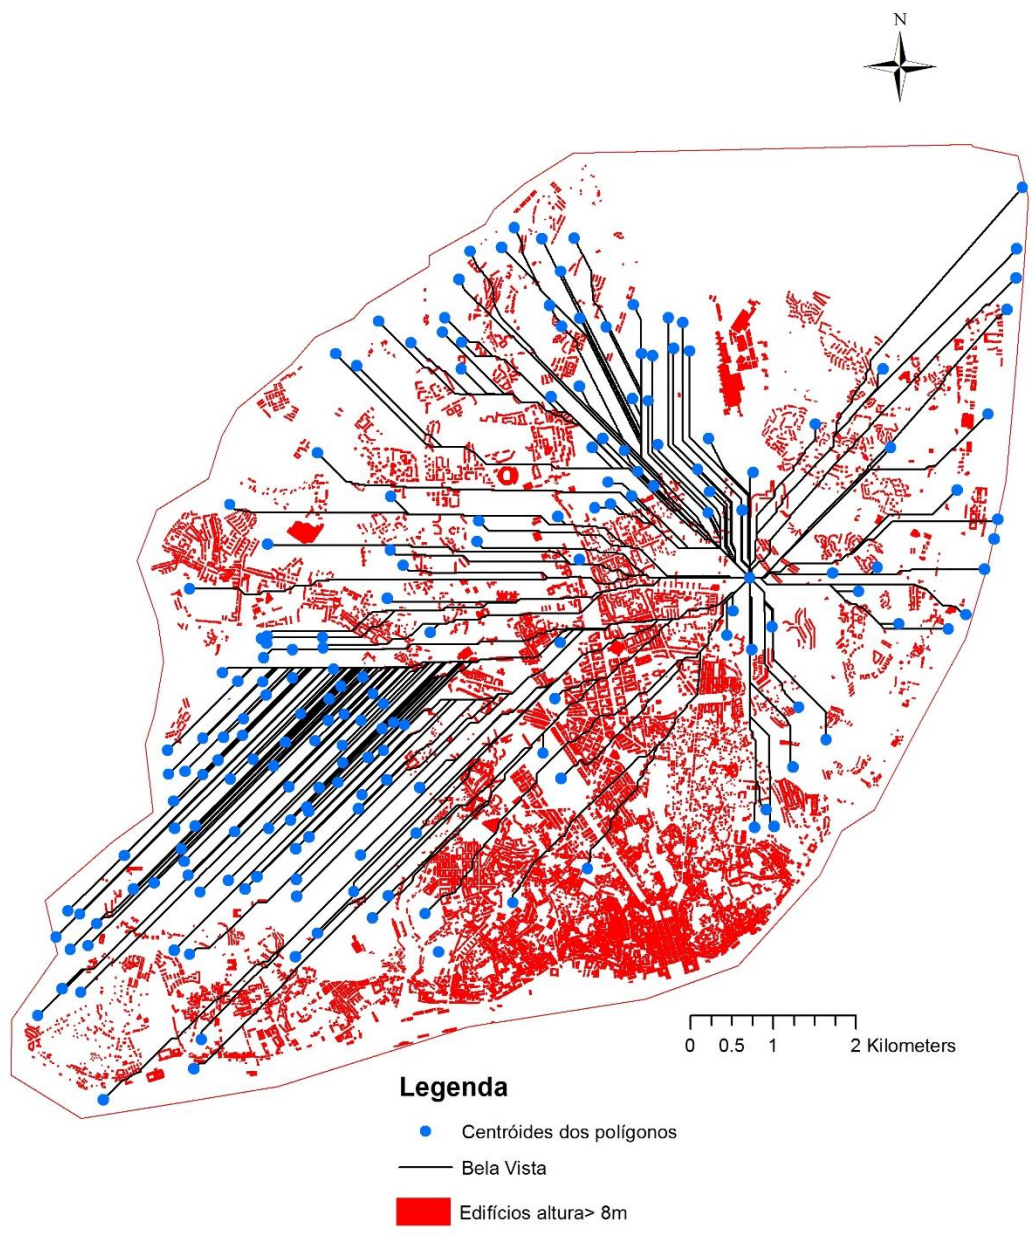 N
0 0.5 1 2 Kilometers
Legenda
Centróides dos polígonos
Bela Vista
Edifícios altura> 8m